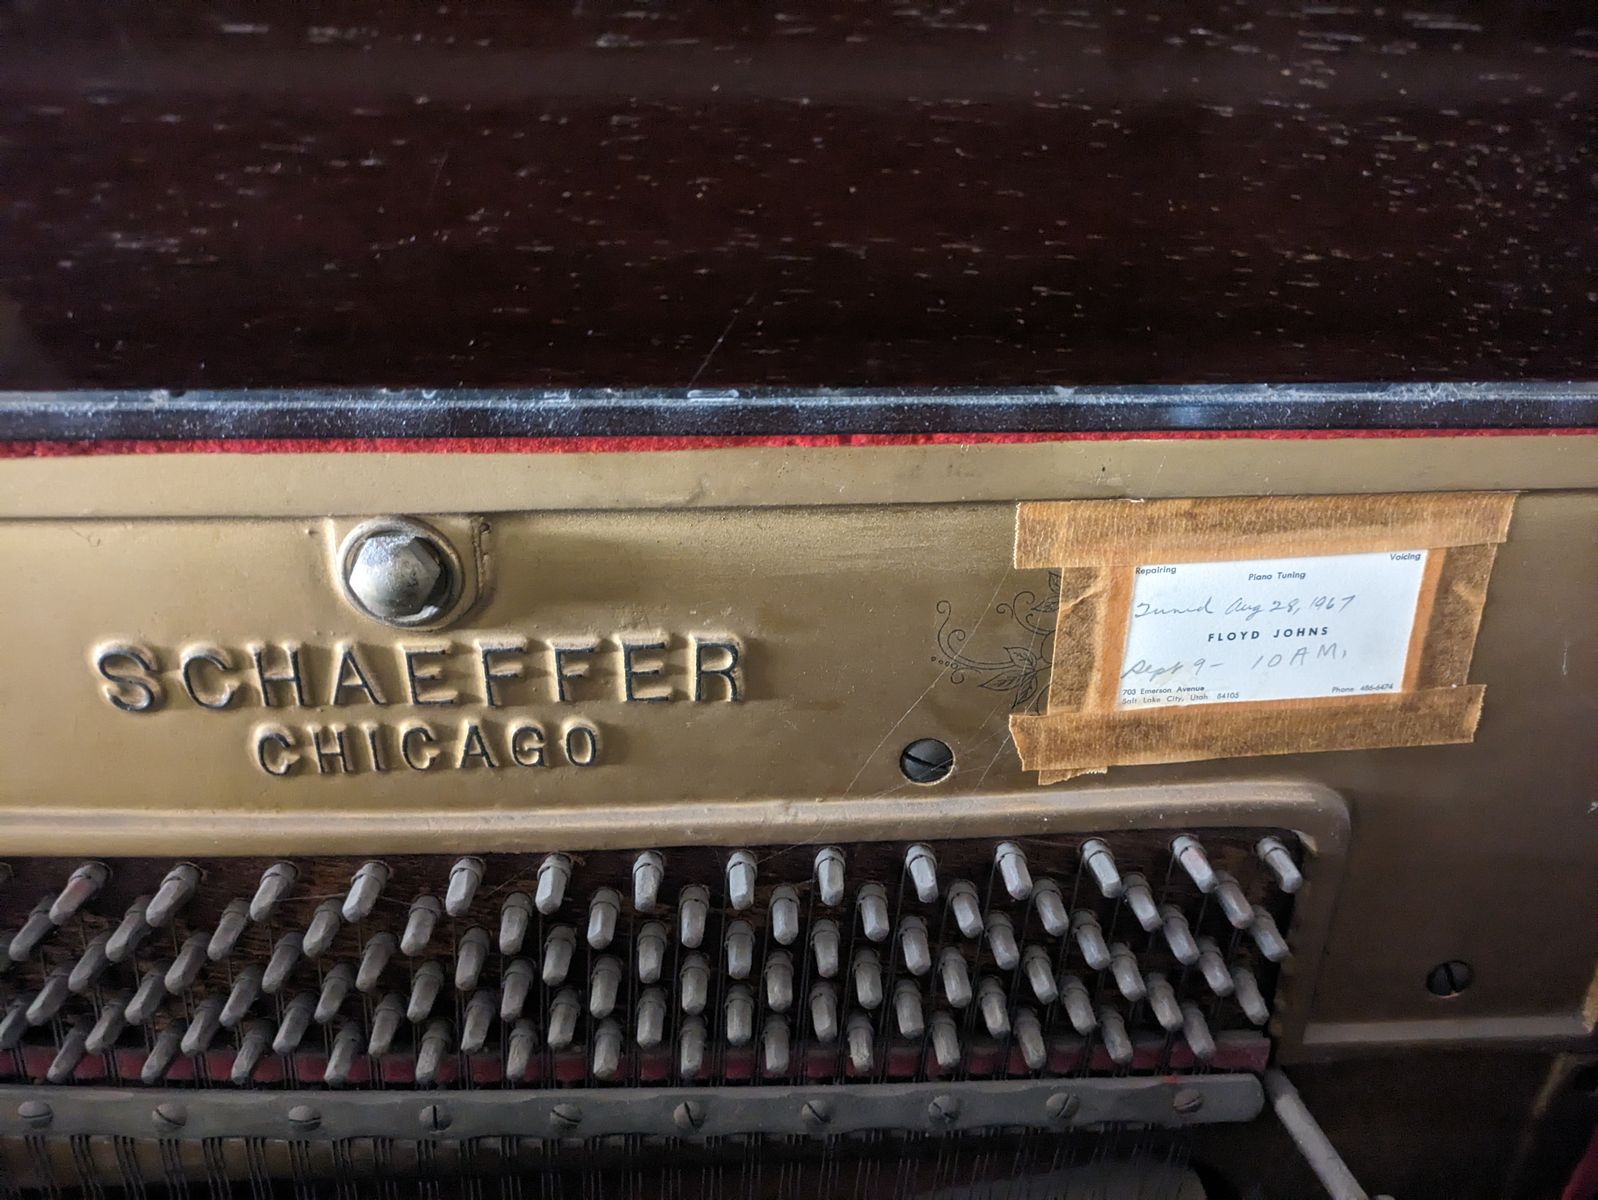 SCHAEFFER
CHICAGO
Repairing Piano Tuning Voicing
Tuned Aug 28, 1967
FLOYD JOHNS
Sept 9 - 10 A.M.
703 Emerson Avenue
Salt Lake City, Utah 84105 Phone 486-6474